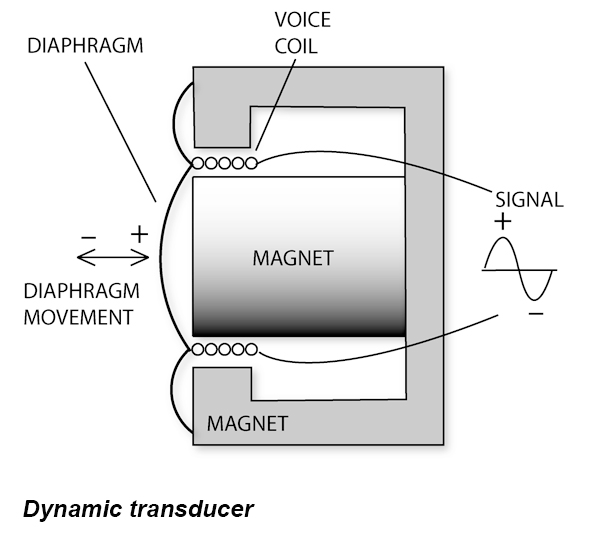 VOICE
COIL
DIAPHRAGM
SIGNAL
+
− +
MAGNET
DIAPHRAGM
MOVEMENT
−
MAGNET
Dynamic transducer